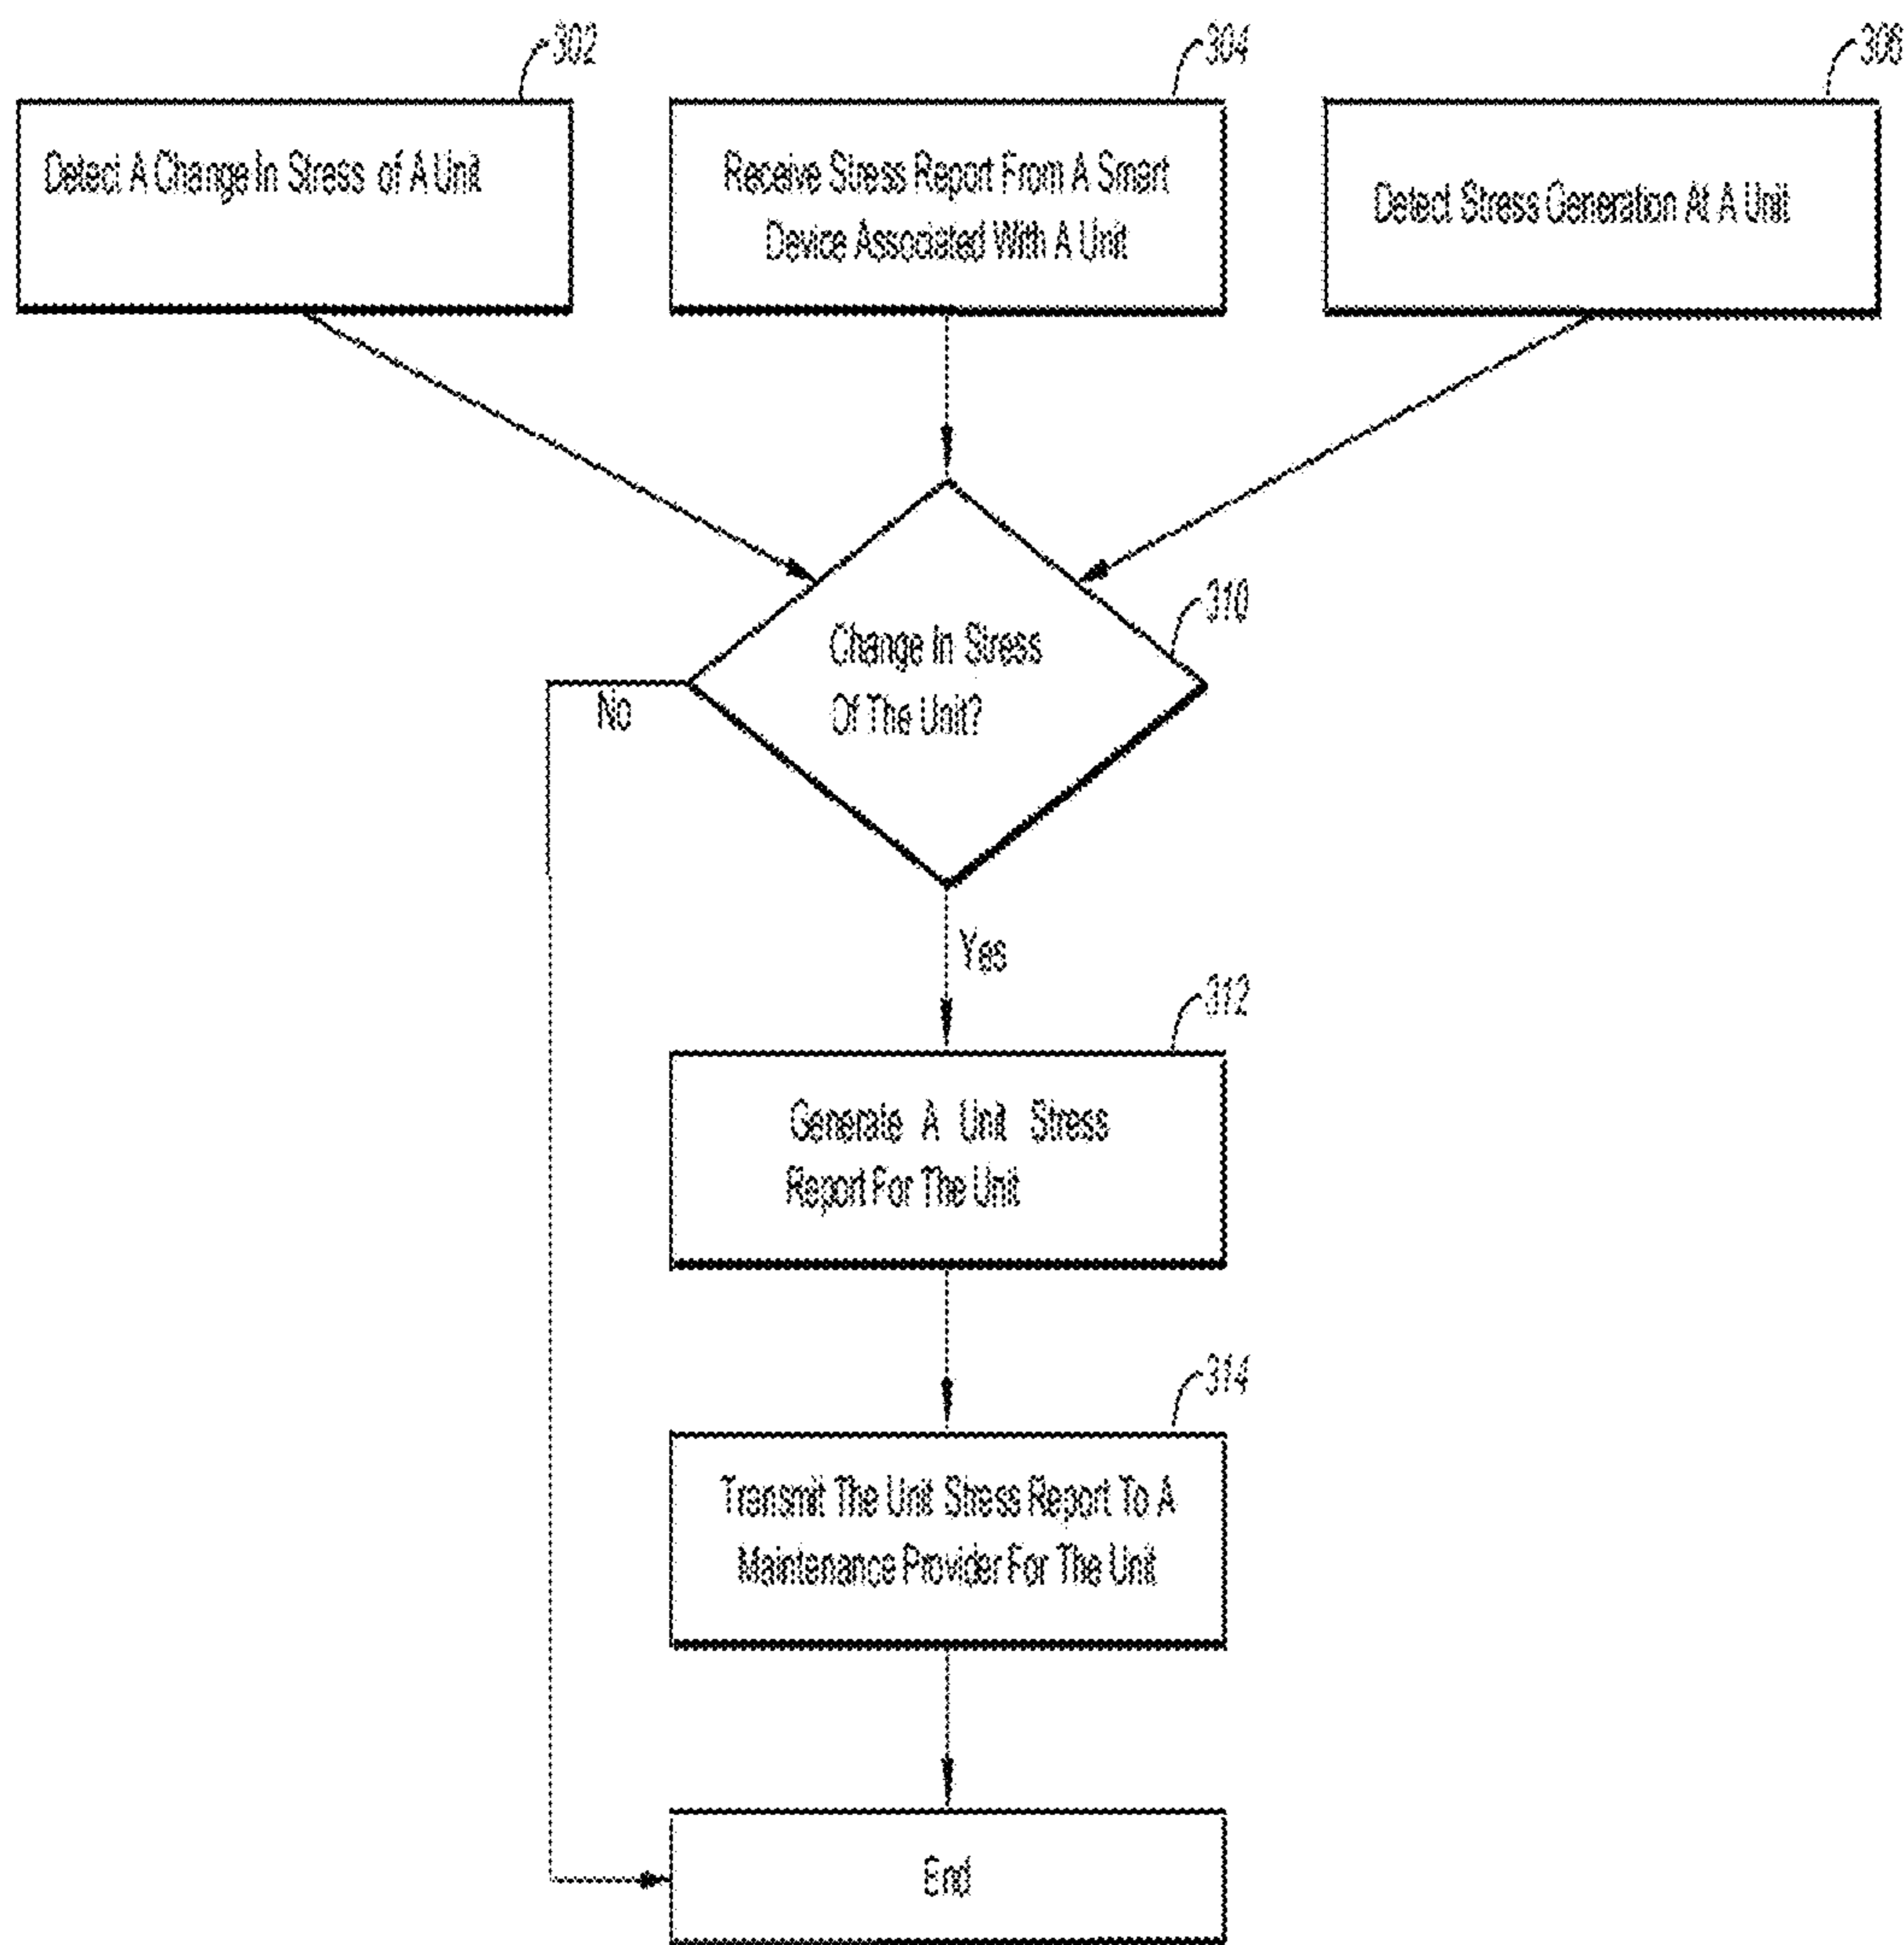 302
304
306
Detect A Change In Stress of A Unit
Receive Stress Report From A Smart
Device Associated With A Unit
Detect Stress Generation At A Unit
310
Change In Stress
Of The Unit?
No
Yes
312
Generate A Unit Stress
Report For The Unit
314
Transmit The Unit Stress Report To A
Maintenance Provider For The Unit
End